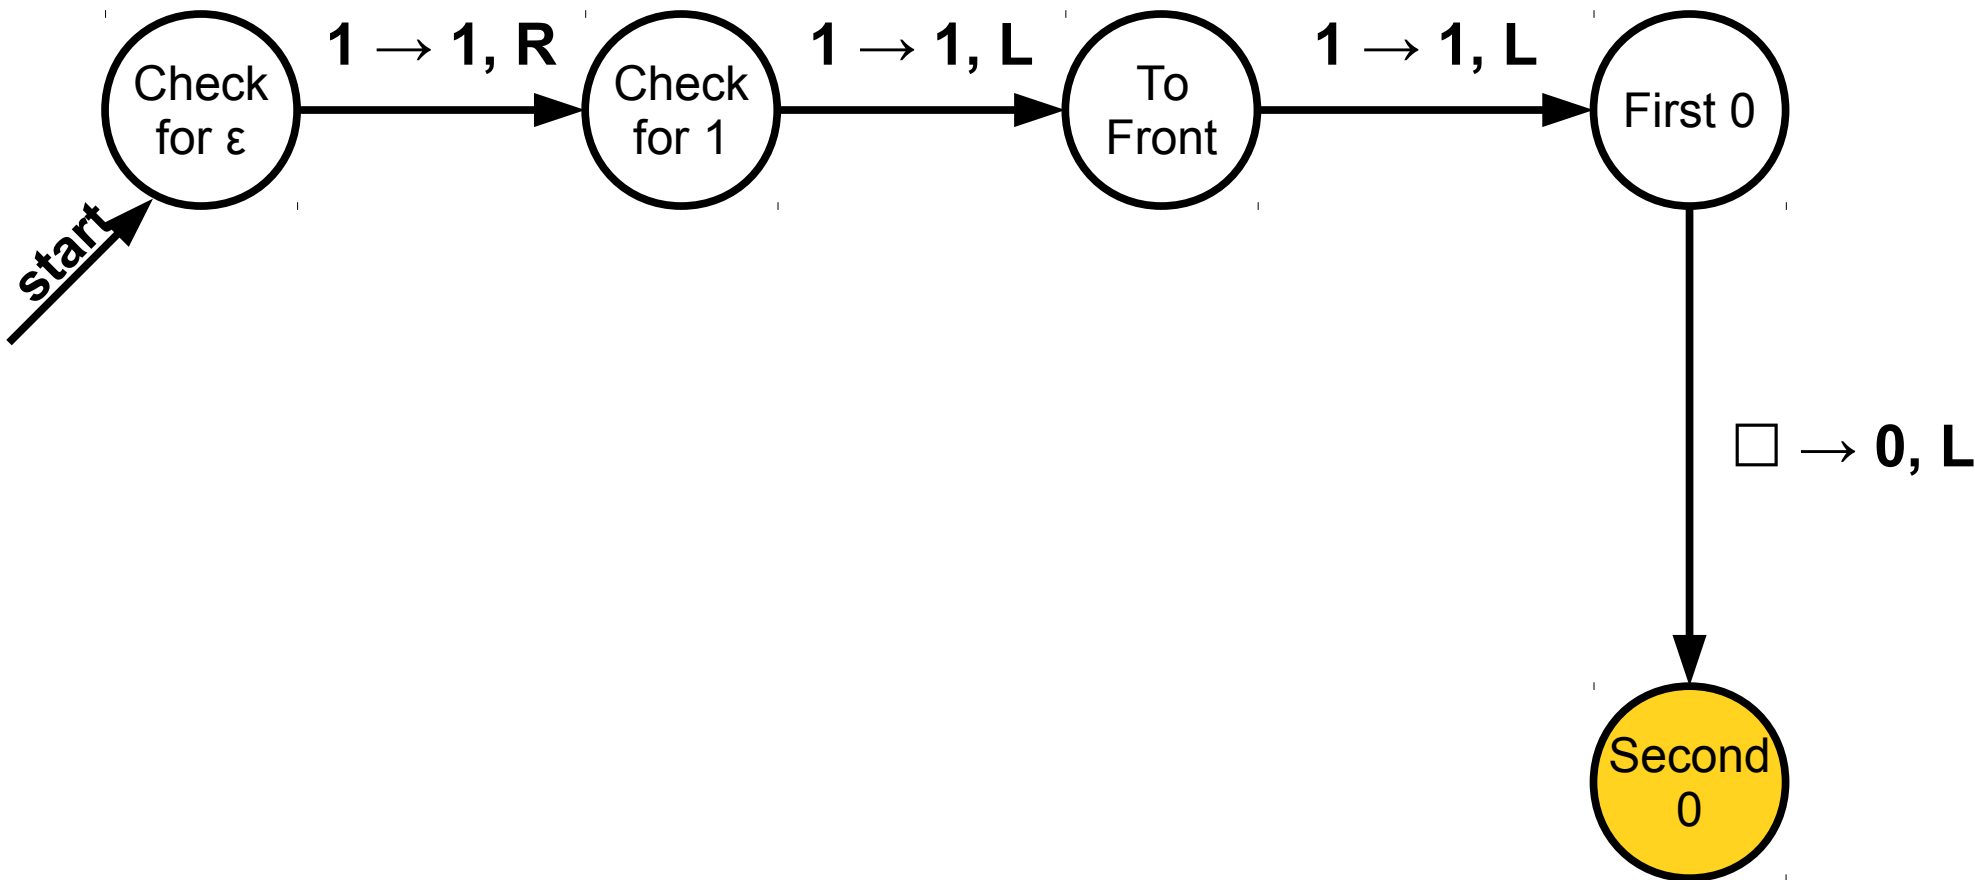 1 → 1, R
1 → 1, L
1 → 1, L
Check
for ε
Check
for 1
To
Front
First 0
start
□ → 0, L
Second
0